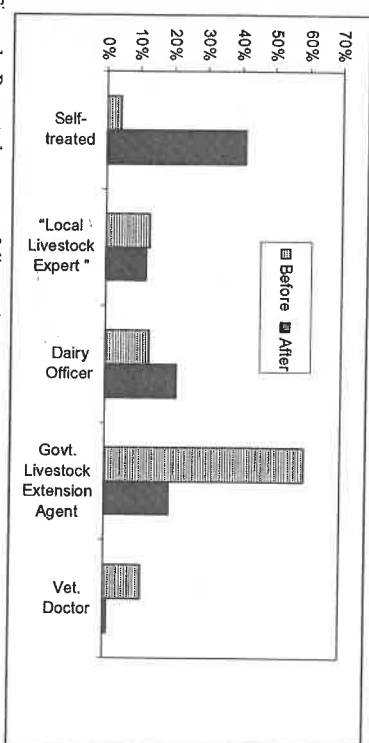 70%
60%
50%
40%
30%
20%
10%
0%
Before After
Self-
treated
"Local
Livestock
Expert "
Dairy
Officer
Govt.
Livestock
Extension
Agent
Vet.
Doctor